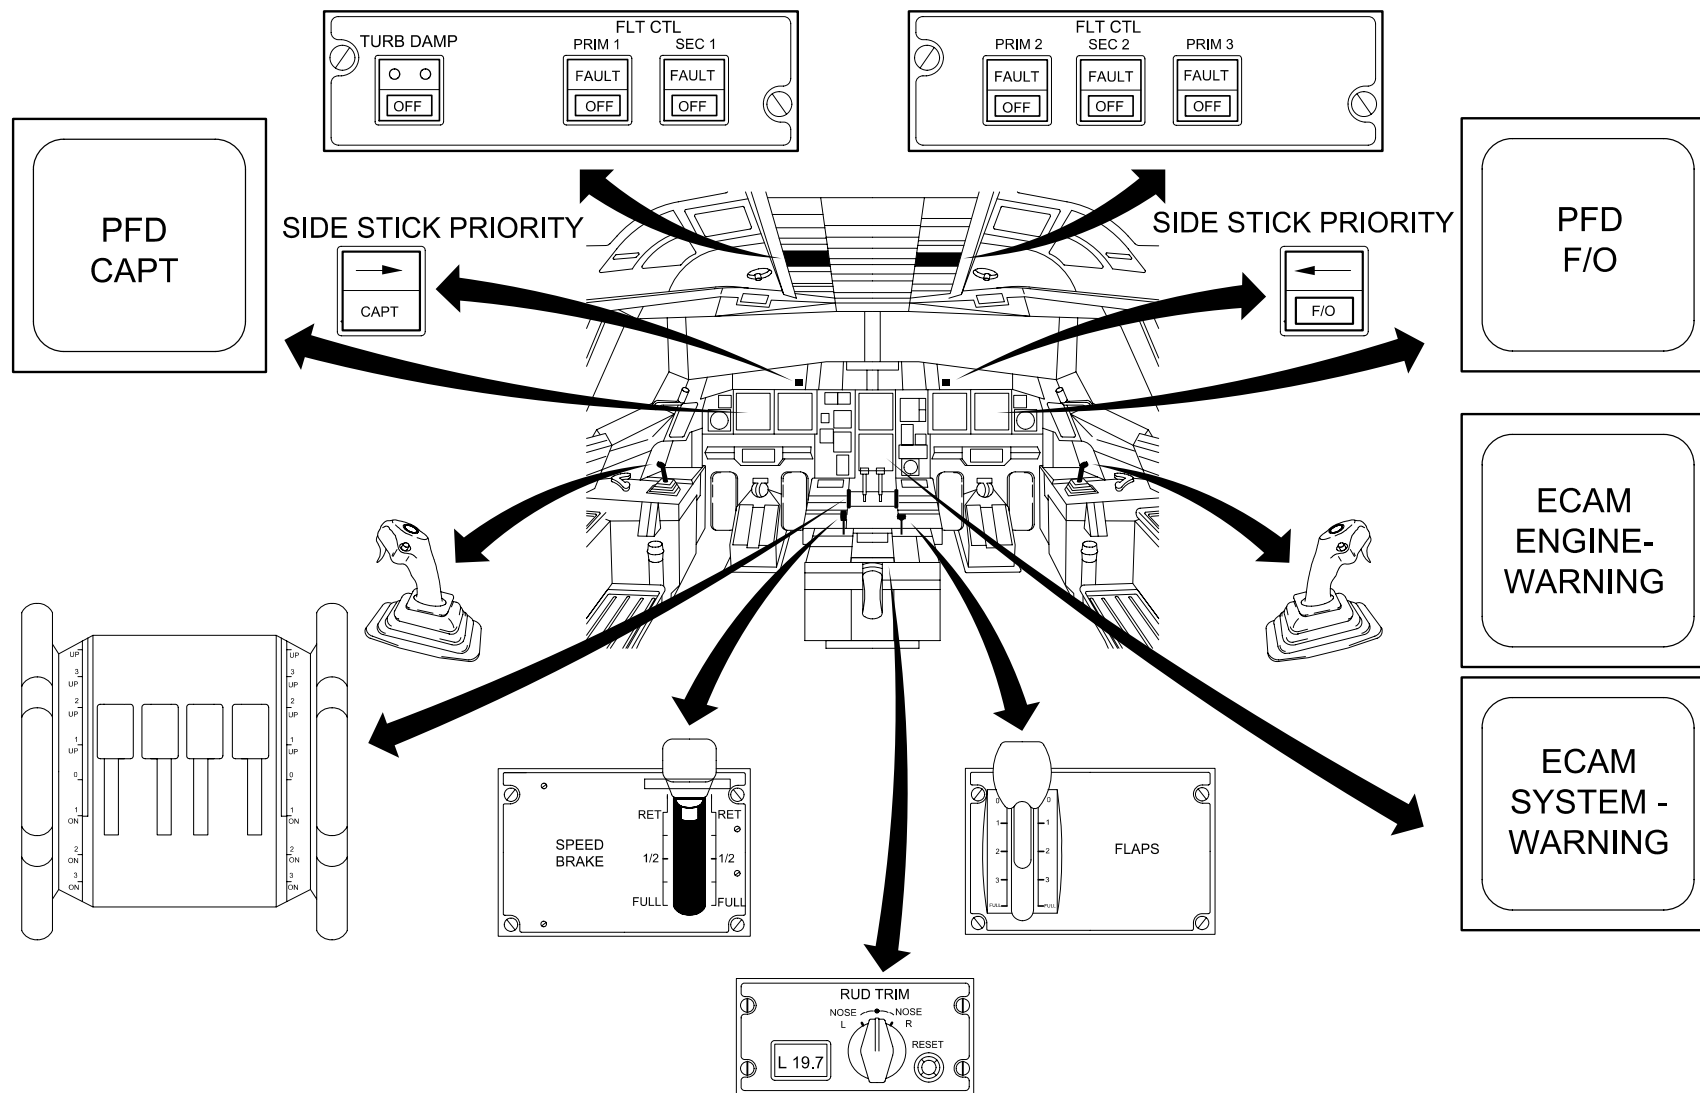 FLT CTL
TURB DAMP
PRIM 1
SEC 1
OFF
FAULT
OFF
FAULT
OFF
FLT CTL
PRIM 2
SEC 2
PRIM 3
FAULT
OFF
FAULT
OFF
FAULT
OFF
PFD
CAPT
SIDE STICK PRIORITY
CAPT
SIDE STICK PRIORITY
F/O
PFD
F/O
ECAM
ENGINE-
WARNING
ECAM
SYSTEM -
WARNING
UP
3
UP
2
UP
1
UP
0
1
ON
2
ON
3
ON
UP
3
UP
2
UP
1
UP
0
1
ON
2
ON
3
ON
SPEED
BRAKE
RET
RET
1/2
1/2
FULL
FULL
0
0
1
1
2
2
3
3
FULL
FULL
FLAPS
RUD TRIM
NOSE
L
NOSE
R
L 19.7
RESET